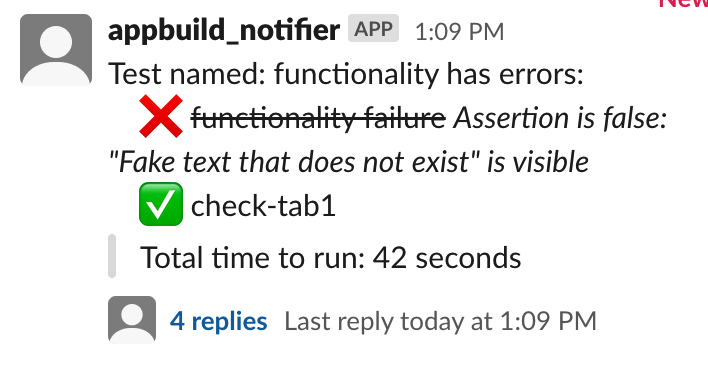 New
appbuild_notifier APP 1:09 PM
Test named: functionality has errors:
❌ functionality failure Assertion is false:
"Fake text that does not exist" is visible
✅ check-tab1
Total time to run: 42 seconds
4 replies Last reply today at 1:09 PM